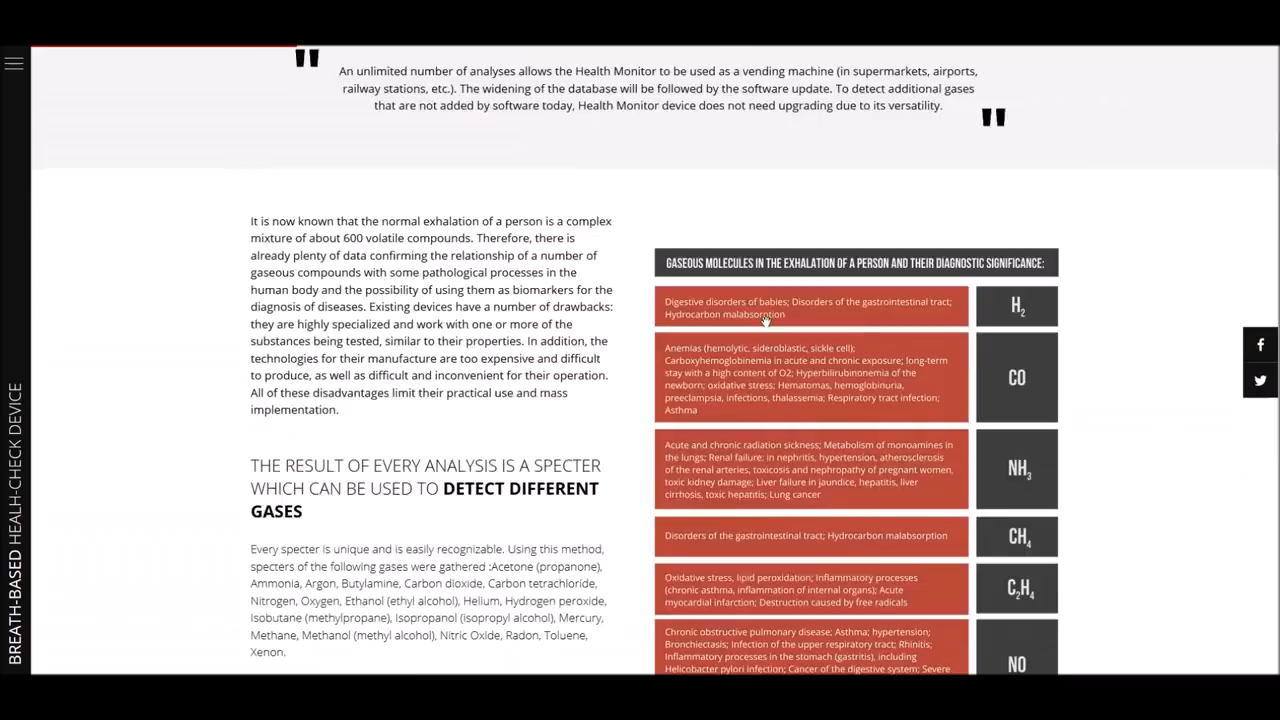 "
An unlimited number of analyses allows the Health Monitor to be used as a vending machine (in supermarkets, airports,
railway stations, etc.). The widening of the database will be followed by the software update. To detect additional gases
that are not added by software today, Health Monitor device does not need upgrading due to its versatility.
"
It is now known that the normal exhalation of a person is a complex
mixture of about 600 volatile compounds. Therefore, there is
already plenty of data confirming the relationship of a number of
gaseous compounds with some pathological processes in the
human body and the possibility of using them as biomarkers for the
diagnosis of diseases. Existing devices have a number of drawbacks:
they are highly specialized and work with one or more of the
substances being tested, similar to their properties. In addition, the
technologies for their manufacture are too expensive and difficult
to produce, as well as difficult and inconvenient for their operation.
All of these disadvantages limit their practical use and mass
implementation.
THE RESULT OF EVERY ANALYSIS IS A SPECTER
WHICH CAN BE USED TO DETECT DIFFERENT
GASES
Every specter is unique and is easily recognizable. Using this method,
specters of the following gases were gathered :Acetone (propanone),
Ammonia, Argon, Butylamine, Carbon dioxide, Carbon tetrachloride,
Nitrogen, Oxygen, Ethanol (ethyl alcohol), Helium, Hydrogen peroxide,
Isobutane (methylpropane), Isopropanol (isopropyl alcohol), Mercury,
Methane, Methanol (methyl alcohol), Nitric Oxide, Radon, Toluene,
Xenon.
GASEOUS MOLECULES IN THE EXHALATION OF A PERSON AND THEIR DIAGNOSTIC SIGNIFICANCE:
Digestive disorders of babies; Disorders of the gastrointestinal tract;
Hydrocarbon malabsorption
H2
Anemias (hemolytic, sideroblastic, sickle cell);
Carboxyhemoglobinemia in acute and chronic exposure; long-term
stay with a high content of O2; Hyperbilirubinonemia of the
newborn; oxidative stress; Hematomas, hemoglobinuria,
preeclampsia, infections, thalassemia; Respiratory tract infection;
Asthma
CO
Acute and chronic radiation sickness; Metabolism of monoamines in
the lungs; Renal failure: in nephritis, hypertension, atherosclerosis
of the renal arteries, toxicosis and nephropathy of pregnant women,
toxic kidney damage; Liver failure in jaundice, hepatitis, liver
cirrhosis, toxic hepatitis; Lung cancer
NH3
Disorders of the gastrointestinal tract; Hydrocarbon malabsorption
CH4
Oxidative stress, lipid peroxidation; Inflammatory processes
(chronic asthma, inflammation of internal organs); Acute
myocardial infarction; Destruction caused by free radicals
C2H4
Chronic obstructive pulmonary disease; Asthma; hypertension;
Bronchiectasis; Infection of the upper respiratory tract; Rhinitis;
Inflammatory processes in the stomach (gastritis), including
Helicobacter pylori infection; Cancer of the digestive system; Severe
NO
BREATH-BASED HEALTH-CHECK DEVICE